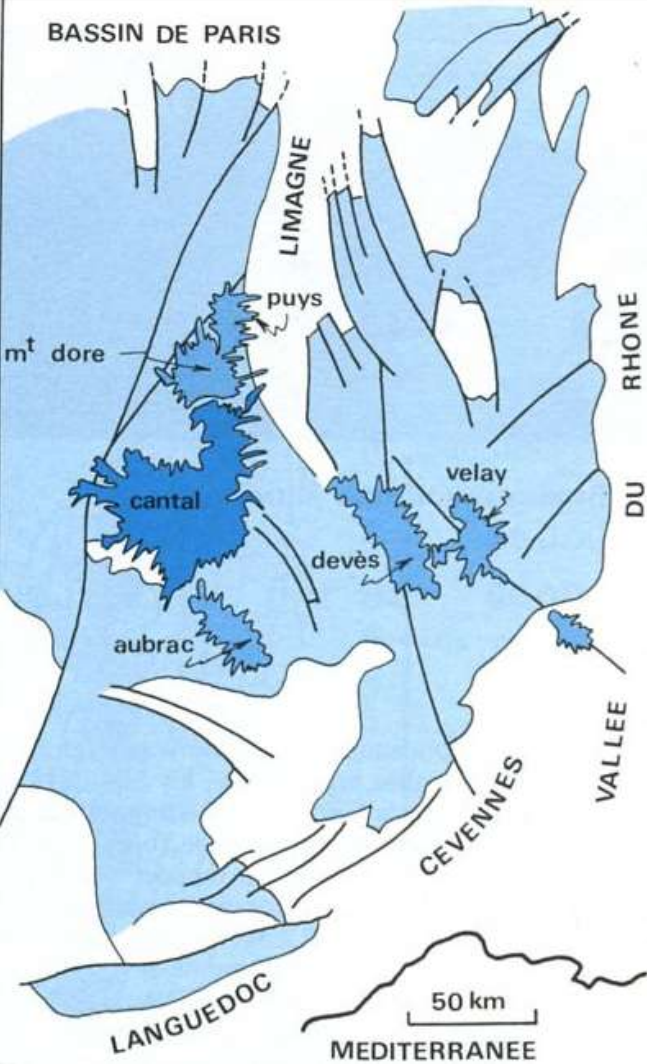 BASSIN DE PARIS
LIMAGNE
puys
mt dore
RHONE
velay
cantal
DU
devès
aubrac
VALLEE
CEVENNES
50 km
LANGUEDOC
MEDITERRANEE